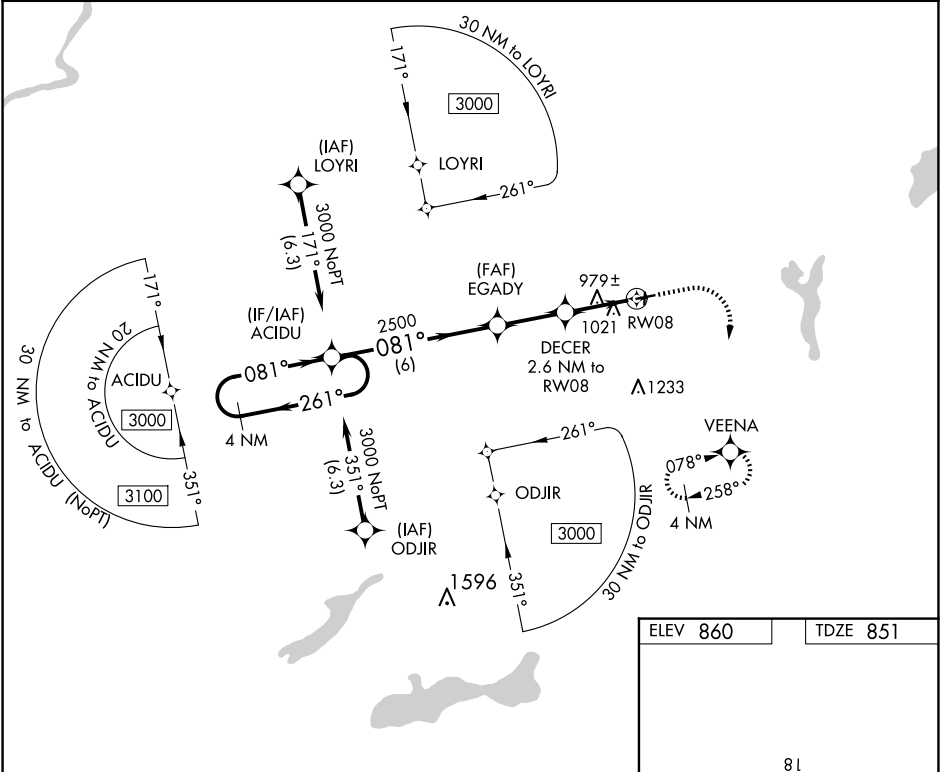 30 NM to LOYRI
171°
3000
LOYRI
261°
(IAF)
LOYRI
3000 NoPT
171°
(6.3)
(FAF)
EGADY
979±
1021
RW08
(IF/IAF)
ACIDU
2500
081°
(6)
DECER
2.6 NM to
RW08
1233
081°
261°
4 NM
171°
20 NM to ACIDU
30 NM to ACIDU (NoPT)
ACIDU
3000
3100
351°
3000 NoPT
351°
(6.3)
(IAF)
ODJIR
261°
ODJIR
3000
30 NM to ODJIR
351°
VEENA
078°
258°
4 NM
1596
ELEV 860
TDZE 851
18